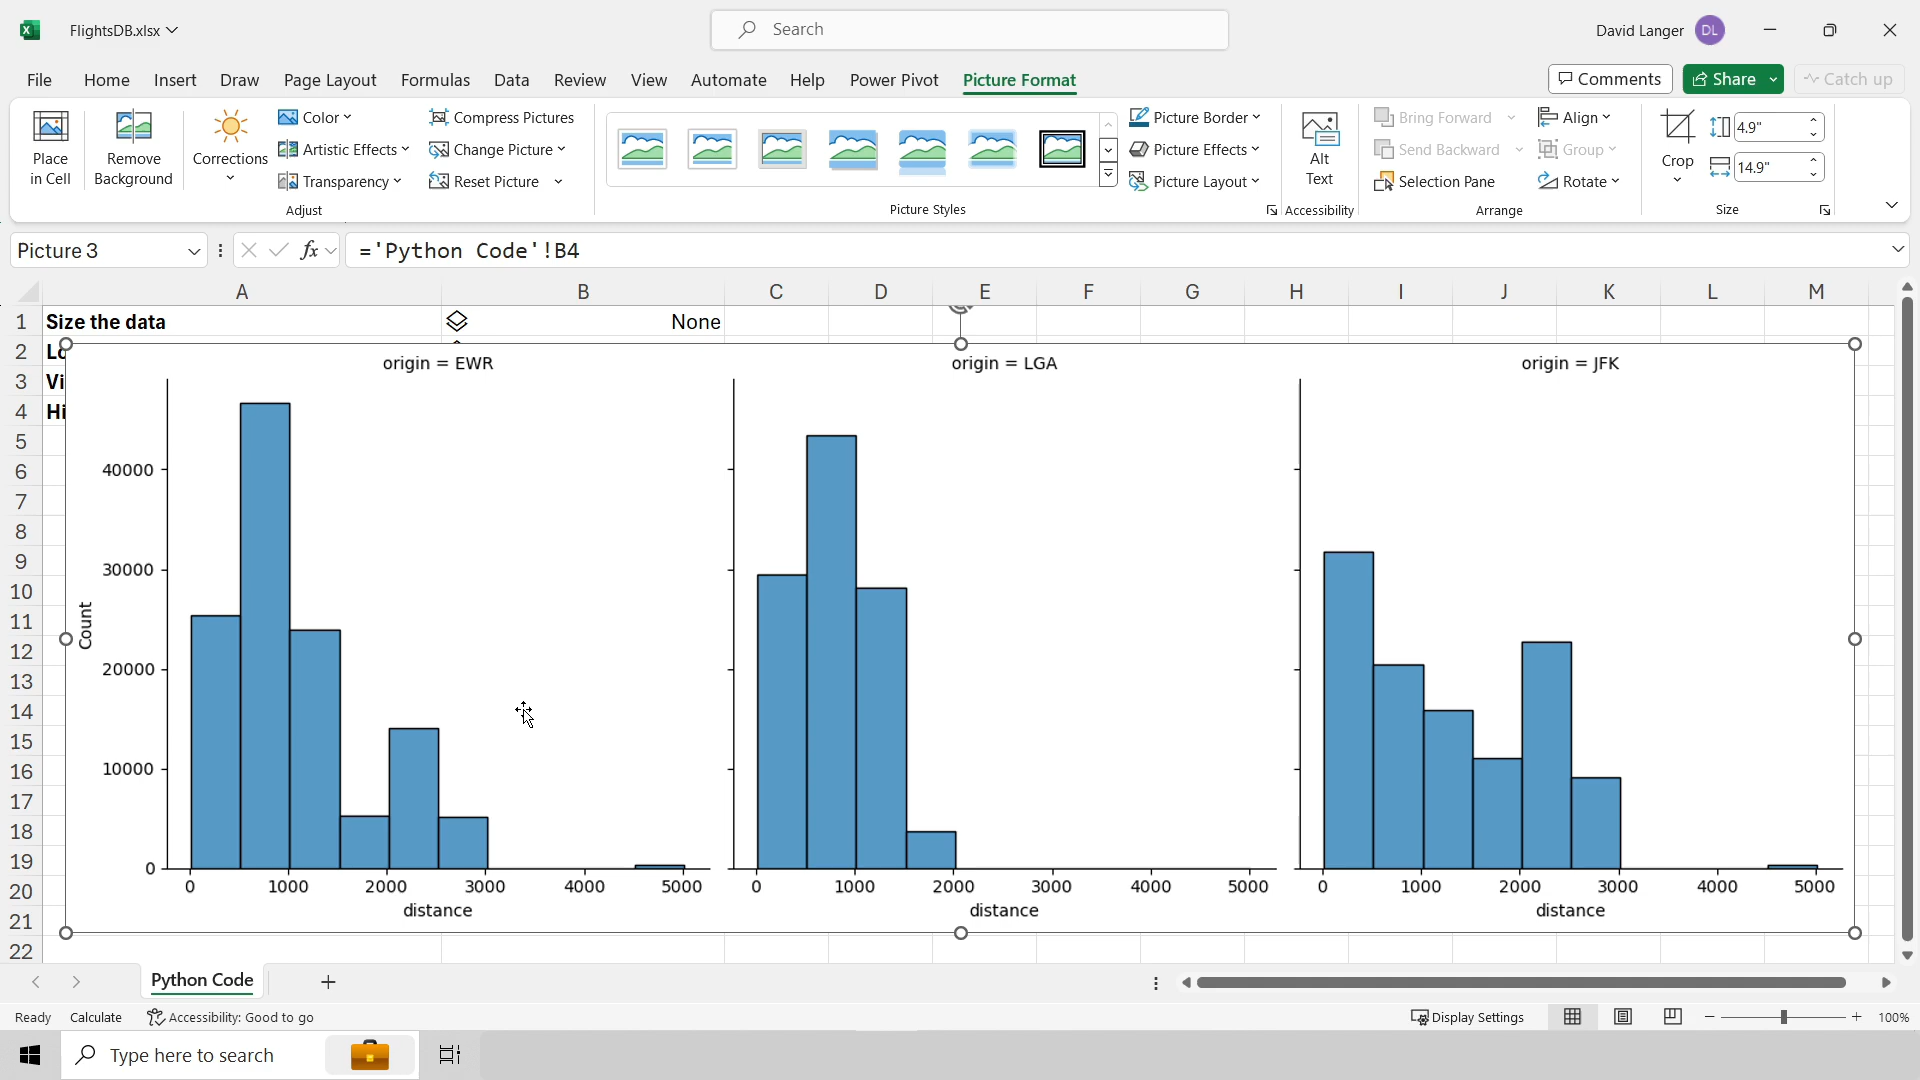 FlightsDB.xlsx
Search
David Langer DL
File Home Insert Draw Page Layout Formulas Data Review View Automate Help Power Pivot Picture Format
Comments Share Catch up
Place in Cell
Remove Background
Corrections
Color
Artistic Effects
Transparency
Compress Pictures
Change Picture
Reset Picture
Adjust
Picture Styles
Picture Border
Picture Effects
Picture Layout
Alt Text
Accessibility
Bring Forward
Send Backward
Selection Pane
Align
Group
Rotate
Arrange
Crop
4.9"
14.9"
Size
Picture 3
fx
='Python Code'!B4
A B C D E F G H I J K L M
1 Size the data None
2 Lo
3 Vi
4 Hi
5
6
7
8
9
10
11
12
13
14
15
16
17
18
19
20
21
22
origin = EWR
origin = LGA
origin = JFK
Count
40000
30000
20000
10000
0
0 1000 2000 3000 4000 5000
distance
0 1000 2000 3000 4000 5000
distance
0 1000 2000 3000 4000 5000
distance
Python Code
Ready Calculate Accessibility: Good to go
Display Settings
100%
Type here to search